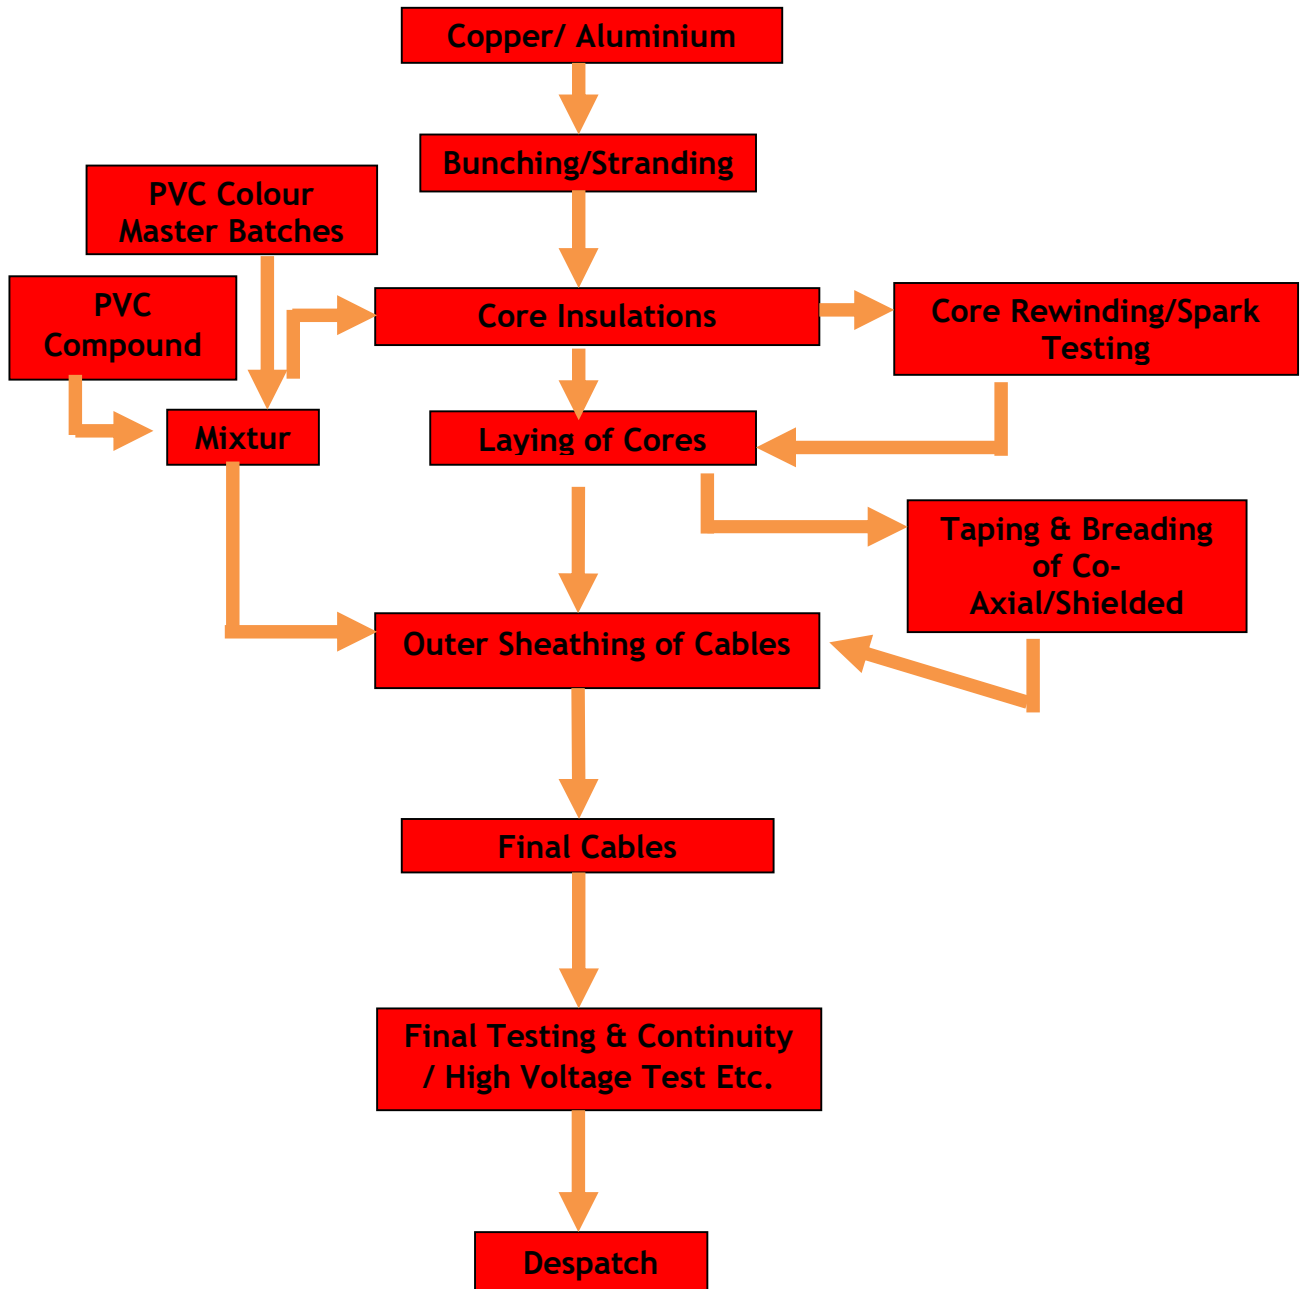 Copper/ Aluminium
Bunching/Stranding
PVC Colour
Master Batches
PVC
Compound
Core Insulations
Core Rewinding/Spark
Testing
Mixtur
Laying of Cores
Taping & Breading
of Co-
Axial/Shielded
Outer Sheathing of Cables
Final Cables
Final Testing & Continuity
/ High Voltage Test Etc.
Despatch